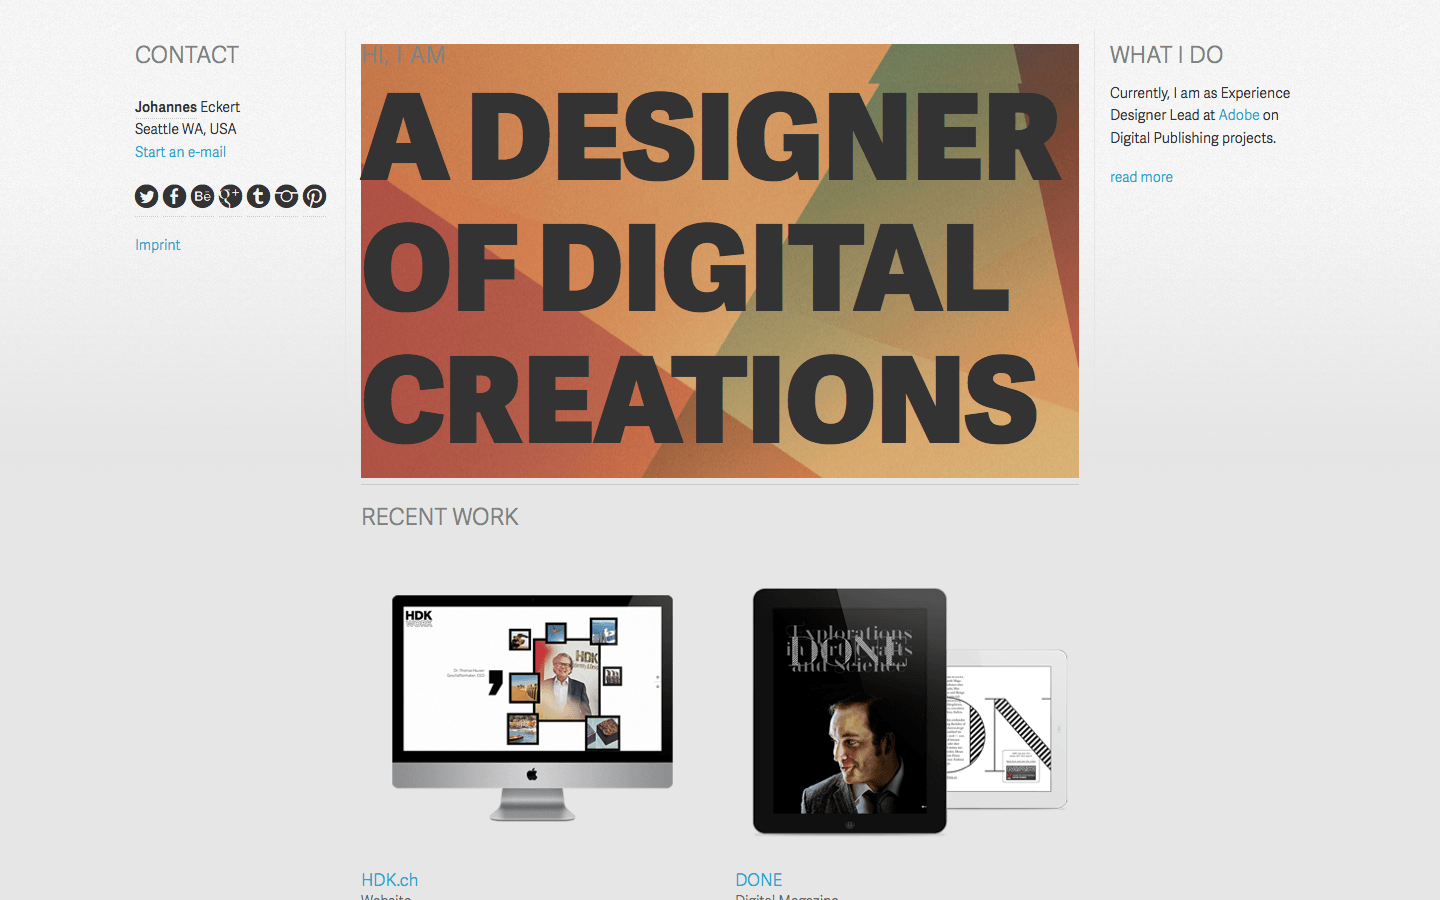 CONTACT
Johannes Eckert
Seattle WA, USA
Start an e-mail
Imprint
HI, I AM
A DESIGNER
OF DIGITAL
CREATIONS
WHAT I DO
Currently, I am as Experience
Designer Lead at Adobe on
Digital Publishing projects.
read more
RECENT WORK
HDK
HDK
Explorations
in Art, Crafts
and Science
DONE
HDK.ch
Website
DONE
Digital Magazine